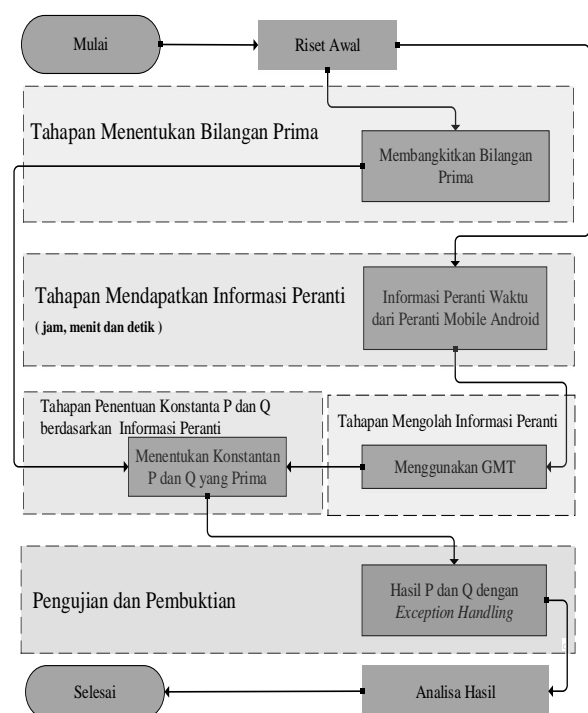 Mulai
Riset Awal
Tahapan Menentukan Bilangan Prima
Membangkitkan Bilangan
Prima
Tahapan Mendapatkan Informasi Peranti
( jam, menit dan detik )
Informasi Peranti Waktu
dari Peranti Mobile Android
Tahapan Penentuan Konstanta P dan Q
berdasarkan Informasi Peranti
Menentukan Konstantan
P dan Q yang Prima
Tahapan Mengolah Informasi Peranti
Menggunakan GMT
Pengujian dan Pembuktian
Hasil P dan Q dengan
Exception Handling
Selesai
Analisa Hasil